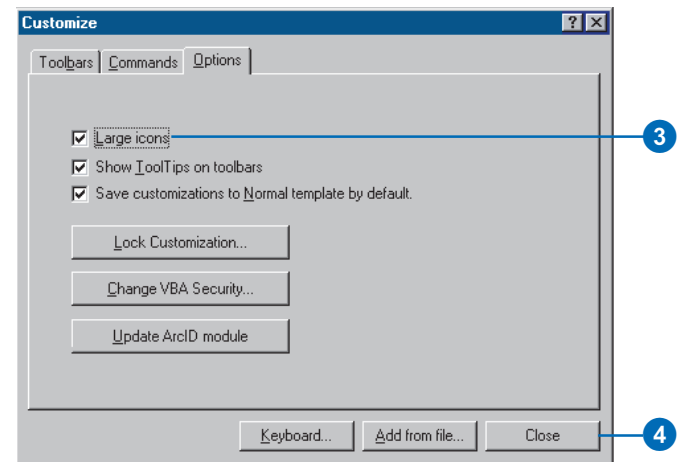 Customize
Toolbars Commands Options
Large icons
3
Show ToolTips on toolbars
Save customizations to Normal template by default.
Lock Customization...
Change VBA Security...
Update ArcID module
Keyboard... Add from file... Close
4